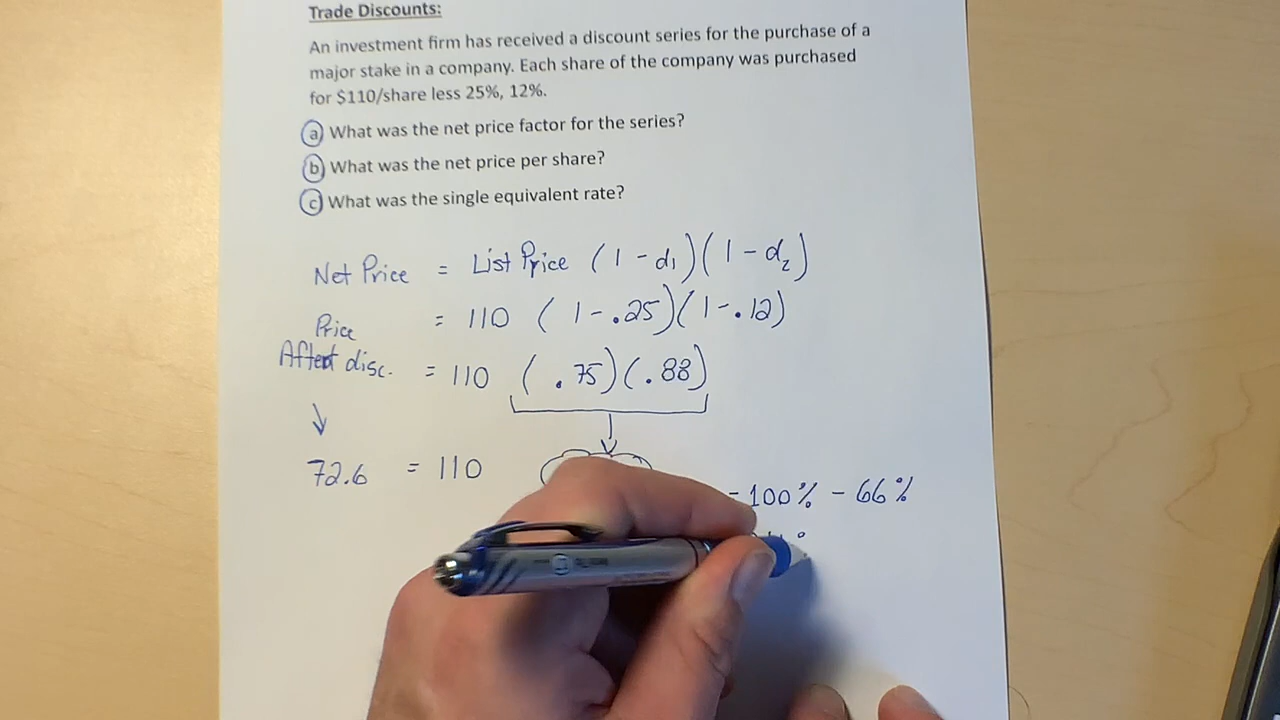 Trade Discounts:
An investment firm has received a discount series for the purchase of a
major stake in a company. Each share of the company was purchased
for $110/share less 25%, 12%.
a) What was the net price factor for the series?
b) What was the net price per share?
c) What was the single equivalent rate?
Net Price = List Price (1 - d₁)(1 - d₂)
= 110 (1 - .25)(1 - .12)
Price
After disc. = 110 (.75)(.88)
↓
72.6 = 110
= 100% - 66%